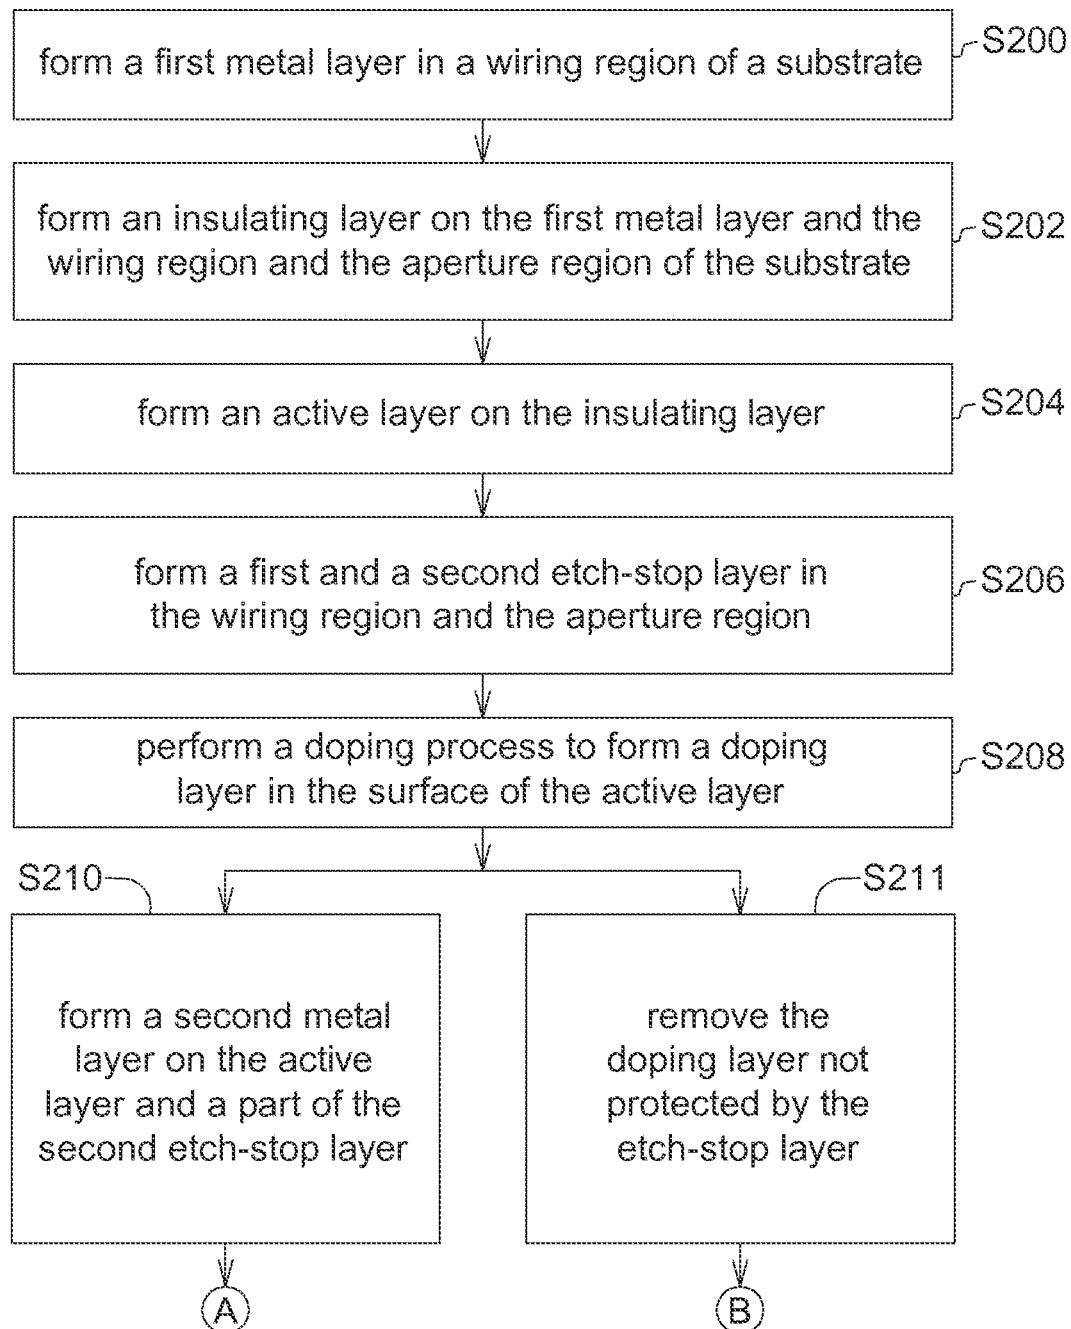 form a first metal layer in a wiring region of a substrate
S200
form an insulating layer on the first metal layer and the
wiring region and the aperture region of the substrate
S202
form an active layer on the insulating layer
S204
form a first and a second etch-stop layer in
the wiring region and the aperture region
S206
perform a doping process to form a doping
layer in the surface of the active layer
S208
S210
form a second metal
layer on the active
layer and a part of the
second etch-stop layer
A
S211
remove the
doping layer not
protected by the
etch-stop layer
B